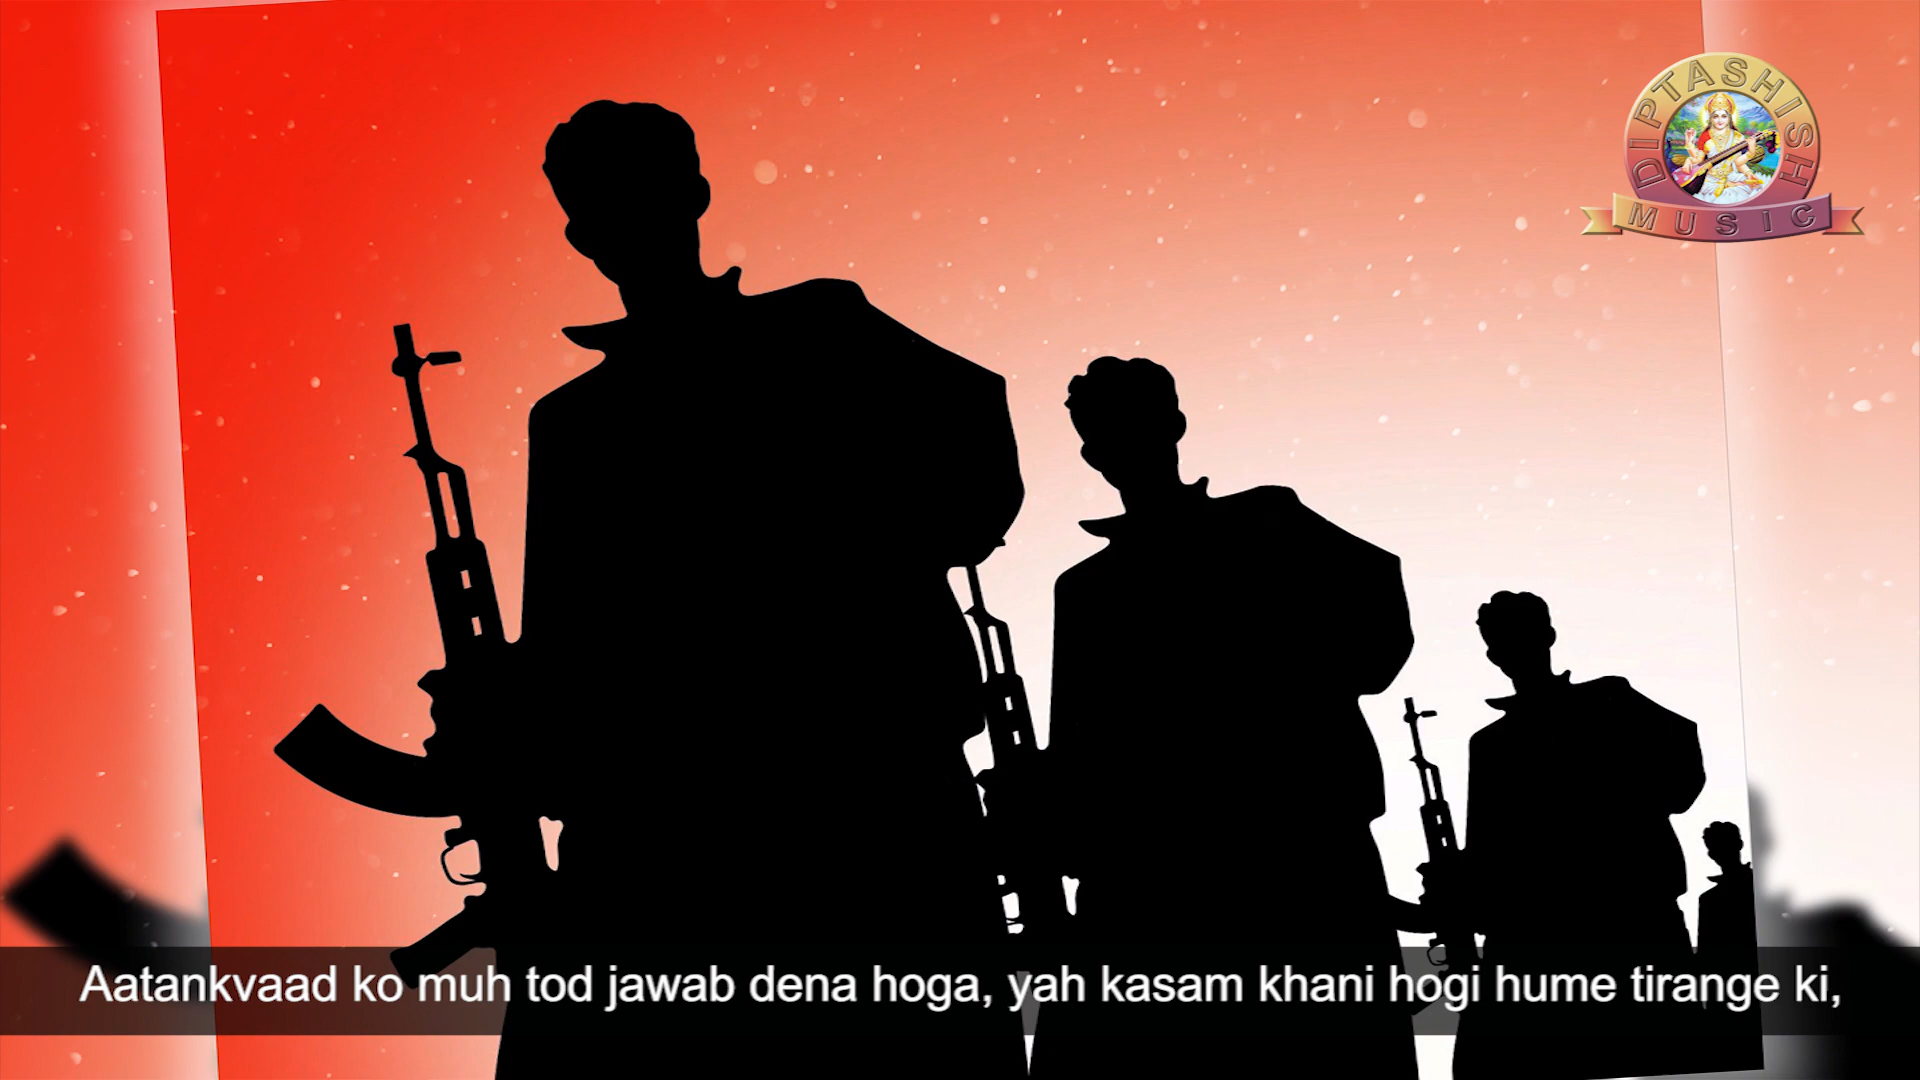 DIPTASHISH
MUSIC
Aatankvaad ko muh tod jawab dena hoga, yah kasam khani hogi hume tirange ki,